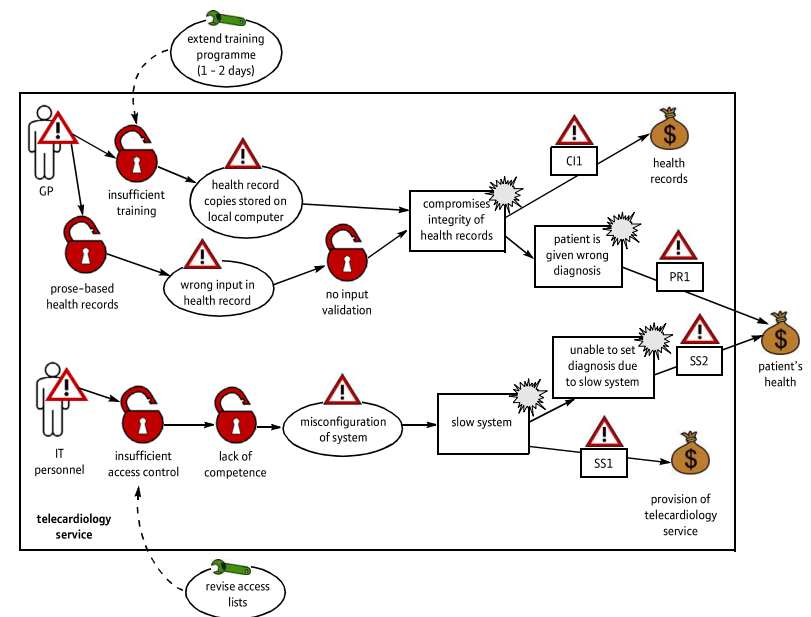 extend training
programme
(1 - 2 days)
GP
insufficient
training
health record
copies stored on
local computer
compromises
integrity of
health records
CI1
$
health
records
prose-based
health records
wrong input in
health record
no input
validation
patient is
given wrong
diagnosis
PR1
$
patient's
health
IT
personnel
insufficient
access control
lack of
competence
misconfiguration
of system
slow system
unable to set
diagnosis due
to slow system
SS2
SS1
$
provision of
telecardiology
service
telecardiology
service
revise access
lists